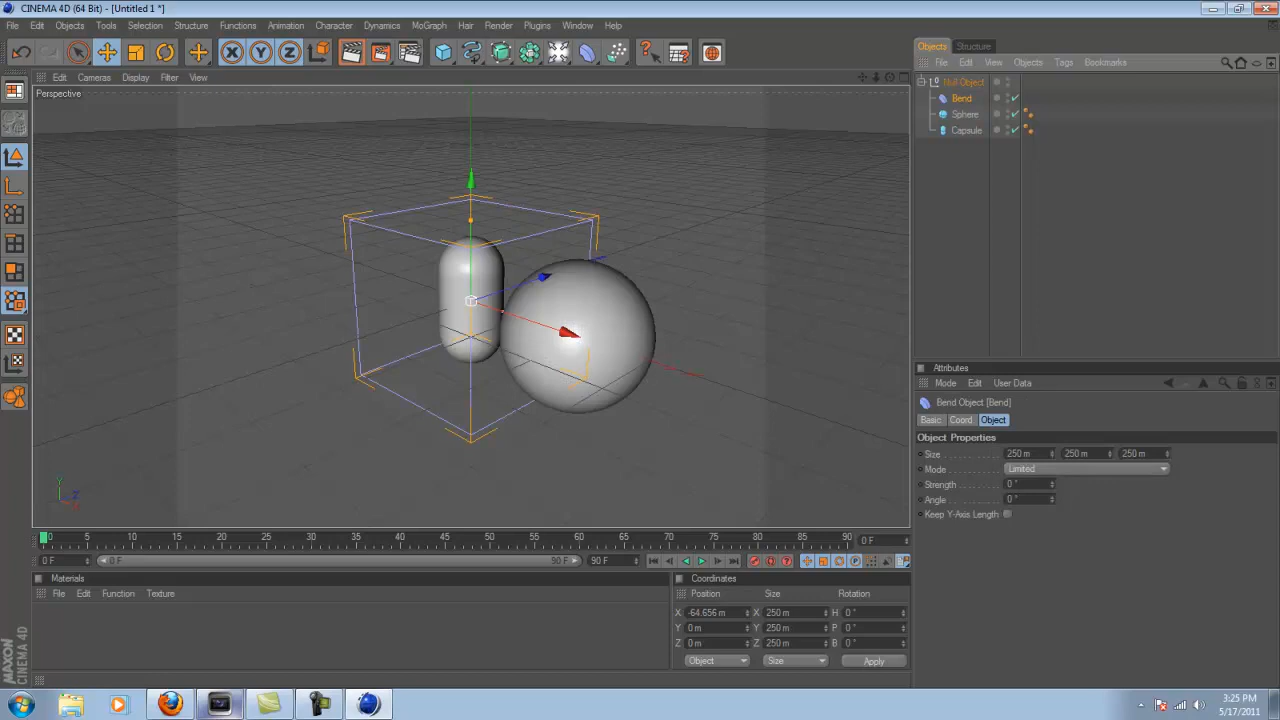 CINEMA 4D (64 Bit) - [Untitled 1 *]
File Edit Objects Tools Selection Structure Functions Animation Character Dynamics MoGraph Hair Render Plugins Window Help
X Y Z
Edit Cameras Display Filter View
Perspective
Y
Z
X
0 5 10 15 20 25 30 35 40 45 50 55 60 65 70 75 80 85 90 0 F
0 F 0 F 90 F 90 F
Materials
File Edit Function Texture
Coordinates
Position Size Rotation
X -64.656 m X 250 m H 0 °
Y 0 m Y 250 m P 0 °
Z 0 m Z 250 m B 0 °
Object Size Apply
Objects Structure
File Edit View Objects Tags Bookmarks
Null Object
Bend
Sphere
Capsule
Attributes
Mode Edit User Data
Bend Object [Bend]
Basic Coord. Object
Object Properties
Size 250 m 250 m 250 m
Mode Limited
Strength 0 °
Angle 0 °
Keep Y-Axis Length
MAXON
CINEMA 4D
3:25 PM
5/17/2011